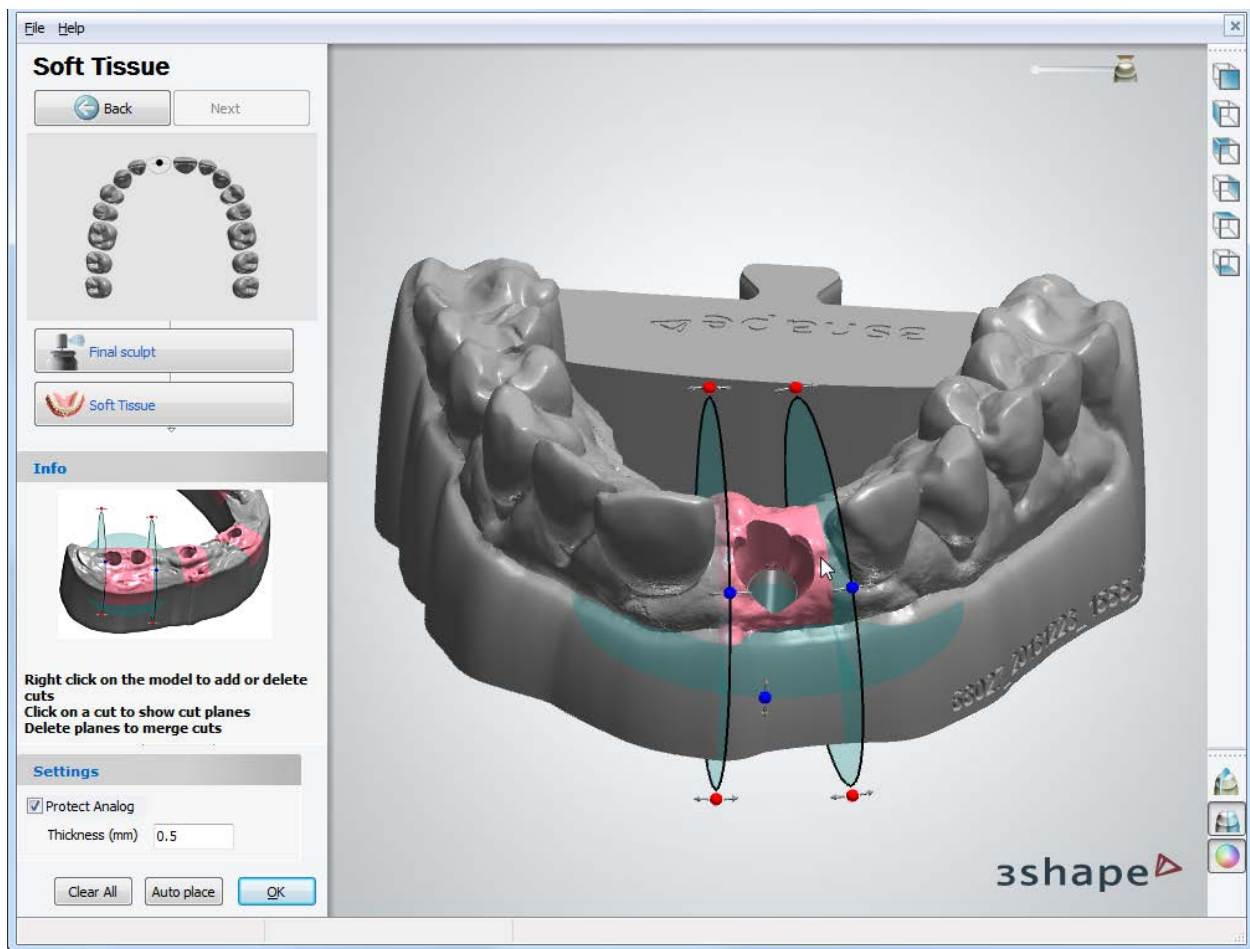 File Help
Soft Tissue
Back Next
Final sculpt
Soft Tissue
Info
Right click on the model to add or delete
cuts
Click on a cut to show cut planes
Delete planes to merge cuts
Settings
Protect Analog
Thickness (mm) 0.5
Clear All Auto place OK
3shape
3shape